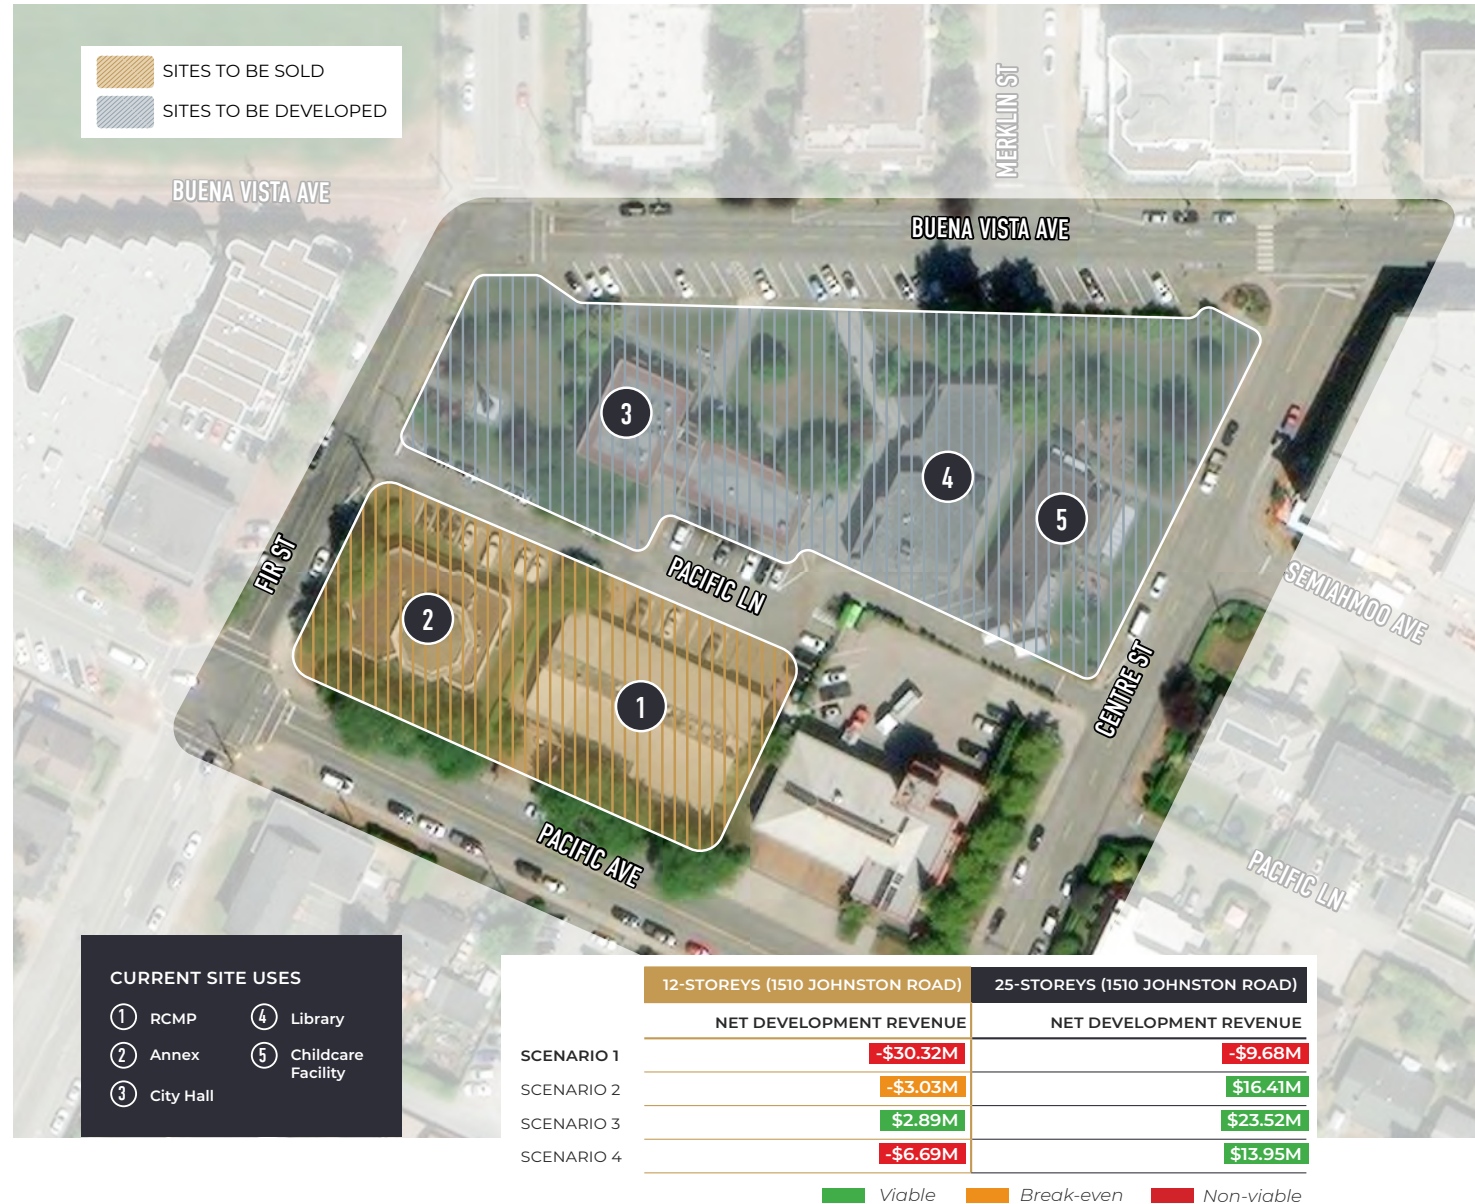 SITES TO BE SOLD
SITES TO BE DEVELOPED
MERKLIN ST
BUENA VISTA AVE
BUENA VISTA AVE
3
4
5
FIR ST
PACIFIC LN
SEMIAHMOO AVE
2
CENTRE ST
1
PACIFIC AVE
PACIFIC LN
CURRENT SITE USES
1 RCMP
2 Annex
3 City Hall
4 Library
5 Childcare
Facility
12-STOREYS (1510 JOHNSTON ROAD) 25-STOREYS (1510 JOHNSTON ROAD)
NET DEVELOPMENT REVENUE NET DEVELOPMENT REVENUE
SCENARIO 1 -$30.32M -$9.68M
SCENARIO 2 -$3.03M $16.41M
SCENARIO 3 $2.89M $23.52M
SCENARIO 4 -$6.69M $13.95M
Viable Break-even Non-viable